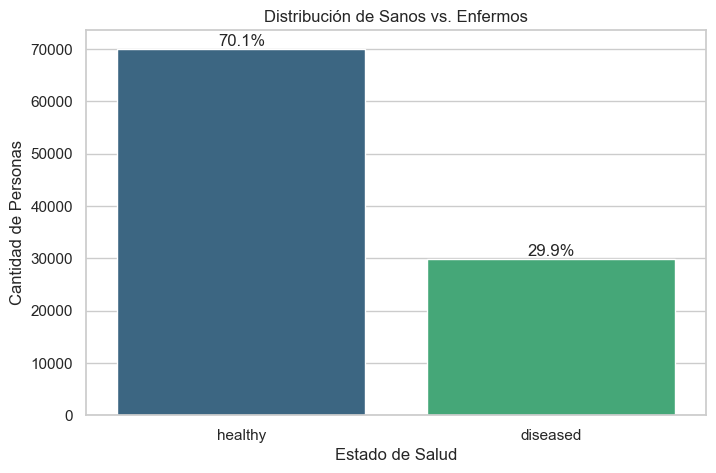 Distribución de Sanos vs. Enfermos
70.1%
29.9%
70000
60000
50000
40000
30000
20000
10000
0
Cantidad de Personas
healthy
diseased
Estado de Salud